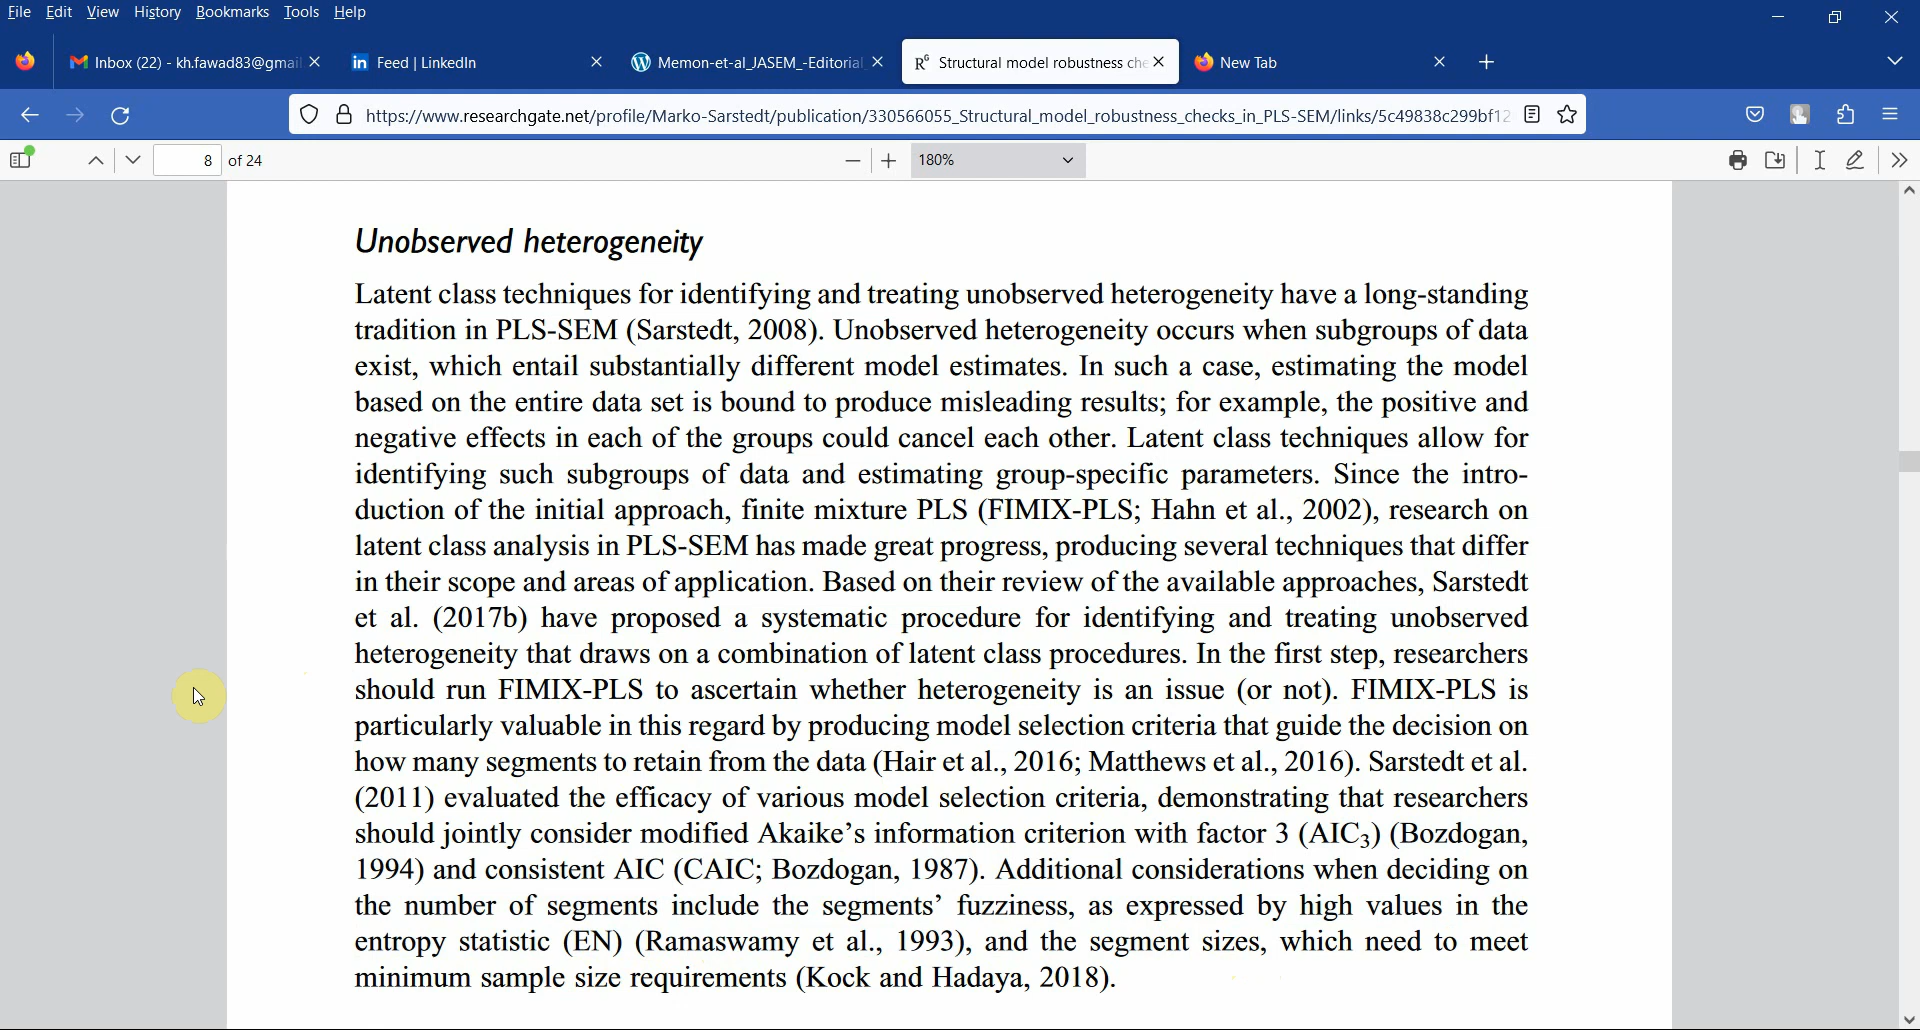 File Edit View History Bookmarks Tools Help
Inbox (22) - kh.fawad83@gmai
Feed | LinkedIn
Memon-et-al_JASEM_-Editorial
Structural model robustness che
New Tab
https://www.researchgate.net/profile/Marko-Sarstedt/publication/330566055_Structural_model_robustness_checks_in_PLS-SEM/links/5c49838c299bf12
8 of 24
180%
Unobserved heterogeneity
Latent class techniques for identifying and treating unobserved heterogeneity have a long-standing
tradition in PLS-SEM (Sarstedt, 2008). Unobserved heterogeneity occurs when subgroups of data
exist, which entail substantially different model estimates. In such a case, estimating the model
based on the entire data set is bound to produce misleading results; for example, the positive and
negative effects in each of the groups could cancel each other. Latent class techniques allow for
identifying such subgroups of data and estimating group-specific parameters. Since the intro-
duction of the initial approach, finite mixture PLS (FIMIX-PLS; Hahn et al., 2002), research on
latent class analysis in PLS-SEM has made great progress, producing several techniques that differ
in their scope and areas of application. Based on their review of the available approaches, Sarstedt
et al. (2017b) have proposed a systematic procedure for identifying and treating unobserved
heterogeneity that draws on a combination of latent class procedures. In the first step, researchers
should run FIMIX-PLS to ascertain whether heterogeneity is an issue (or not). FIMIX-PLS is
particularly valuable in this regard by producing model selection criteria that guide the decision on
how many segments to retain from the data (Hair et al., 2016; Matthews et al., 2016). Sarstedt et al.
(2011) evaluated the efficacy of various model selection criteria, demonstrating that researchers
should jointly consider modified Akaike’s information criterion with factor 3 (AIC₃) (Bozdogan,
1994) and consistent AIC (CAIC; Bozdogan, 1987). Additional considerations when deciding on
the number of segments include the segments’ fuzziness, as expressed by high values in the
entropy statistic (EN) (Ramaswamy et al., 1993), and the segment sizes, which need to meet
minimum sample size requirements (Kock and Hadaya, 2018).